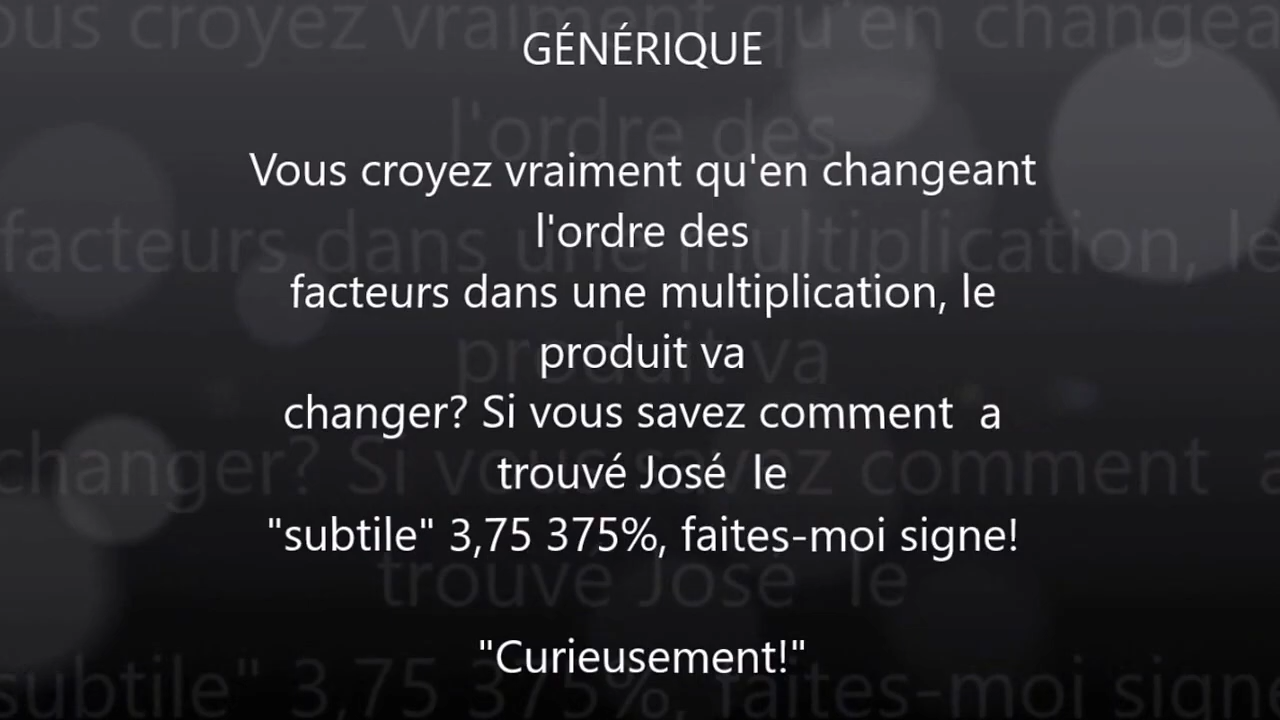 GÉNÉRIQUE
Vous croyez vraiment qu'en changeant
l'ordre des
facteurs dans une multiplication, le
produit va
changer? Si vous savez comment  a
trouvé José  le
"subtile" 3,75 375%, faites-moi signe!
"Curieusement!"